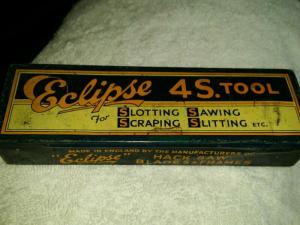 Eclipse 4 S. TOOL
For SLOTTING SAWING
SCRAPING SLITTING ETC.
MADE IN ENGLAND BY THE MANUFACTURERS OF
"Eclipse" HACK SAW
BLADES & FRAMES